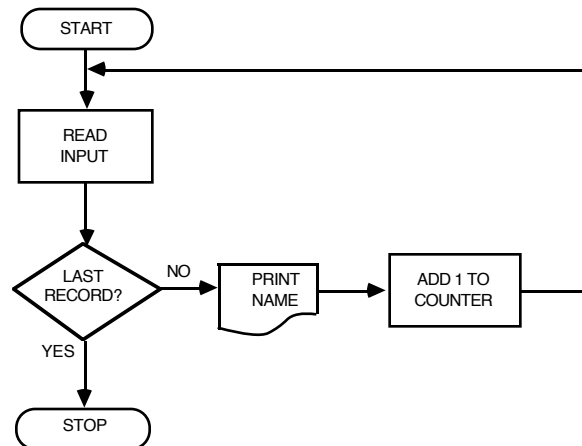 START
READ
INPUT
LAST
RECORD?
NO
PRINT
NAME
ADD 1 TO
COUNTER
YES
STOP